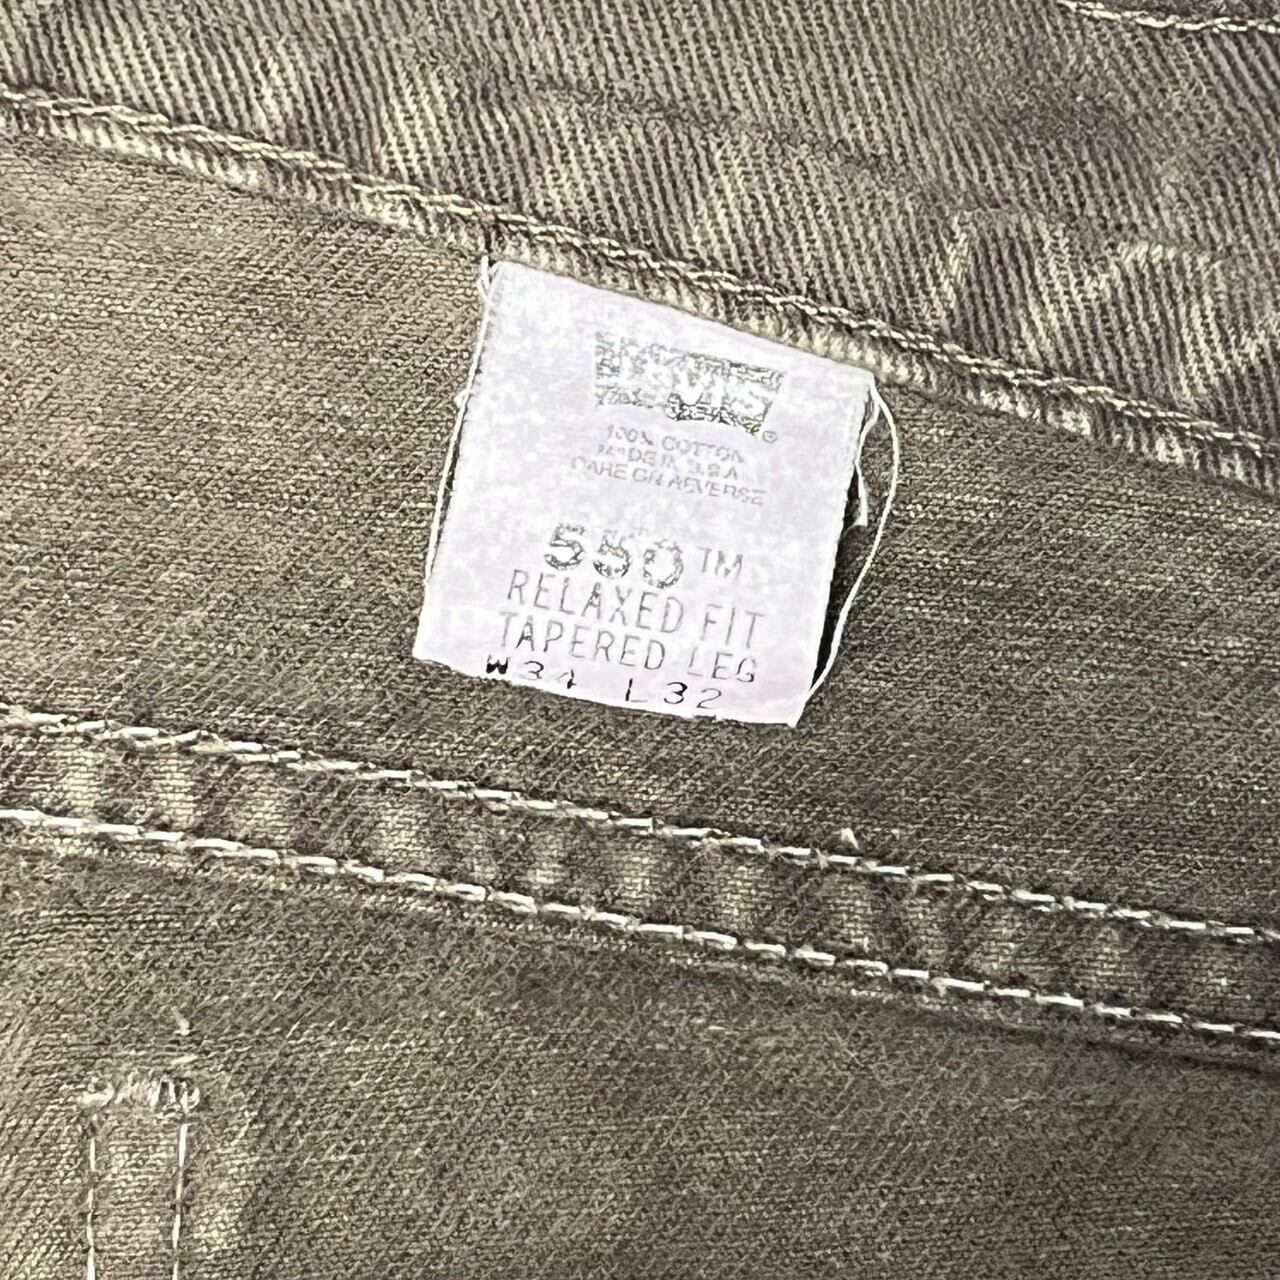 LEVI'S®
100% COTTON
MADE IN U.S.A
CARE ON REVERSE
550™
RELAXED FIT
TAPERED LEG
W34 L32